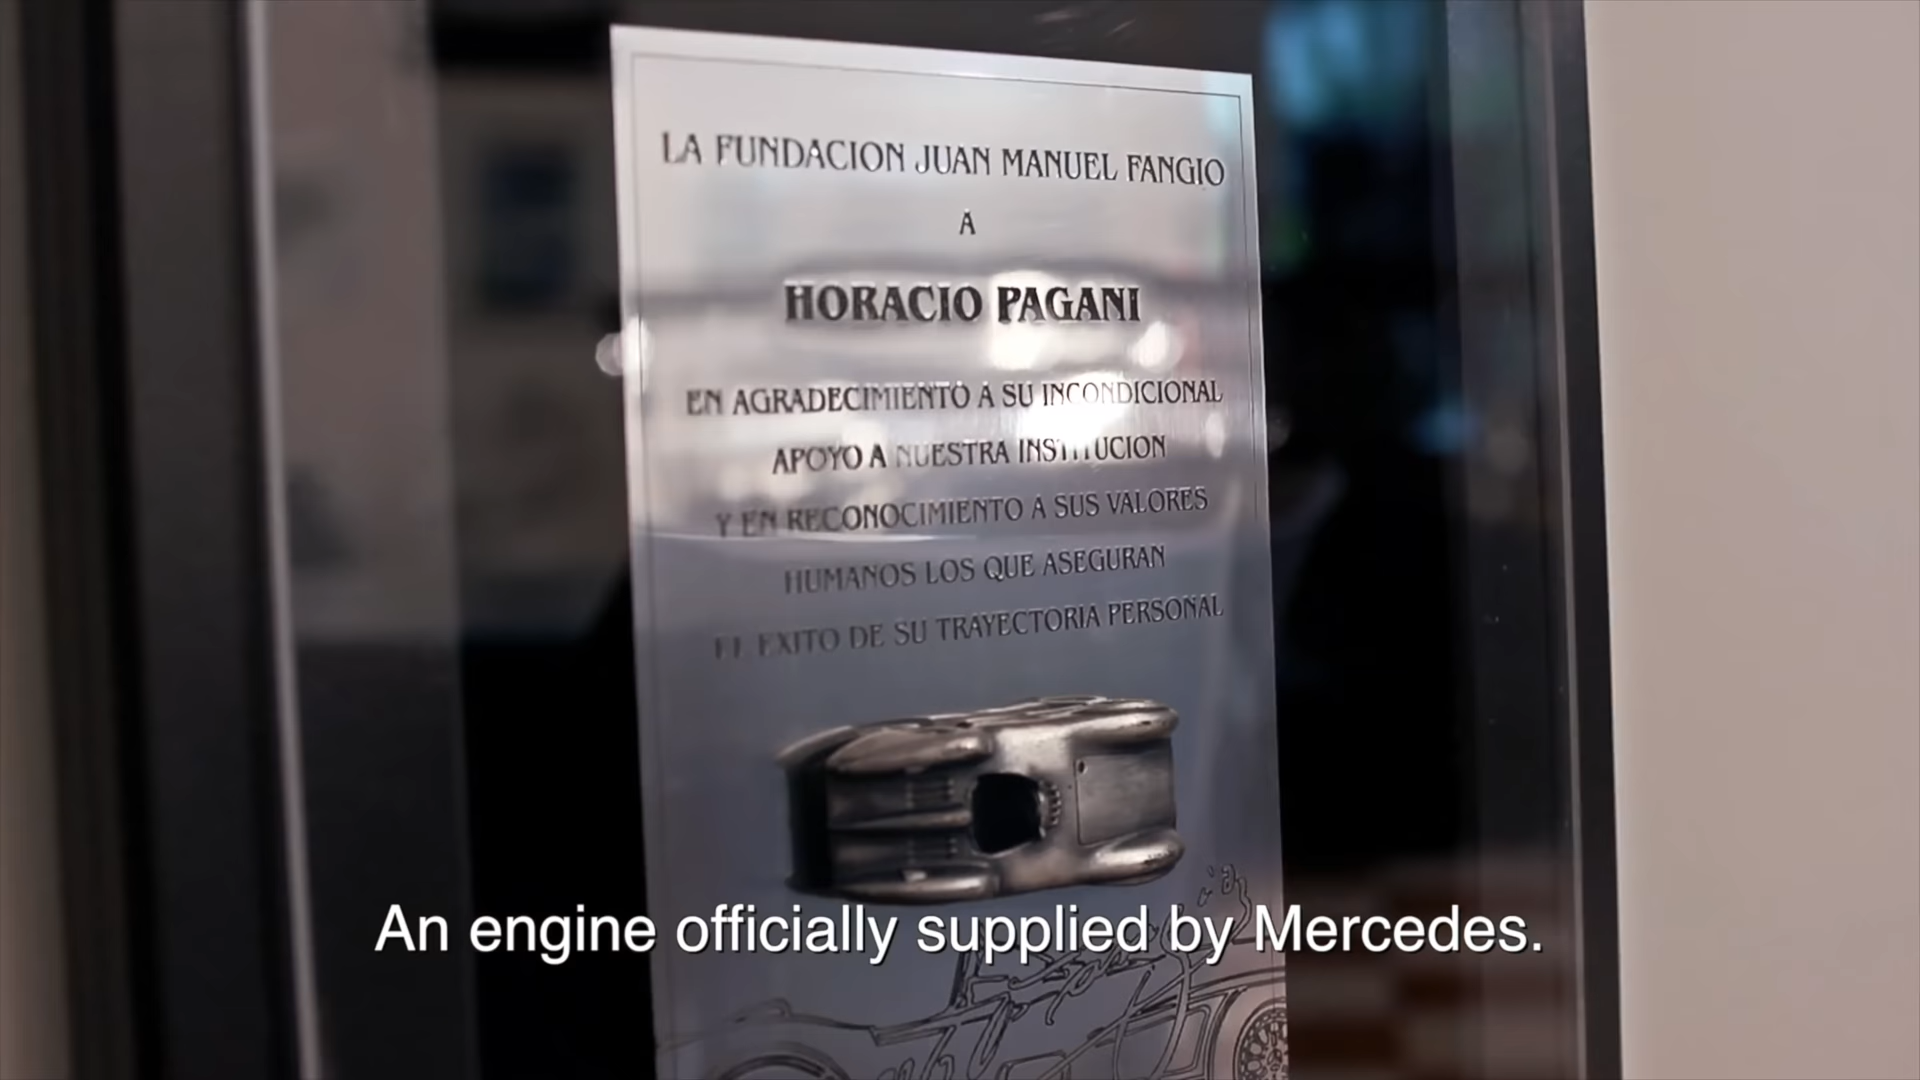 LA FUNDACION JUAN MANUEL FANGIO
A
HORACIO PAGANI
EN AGRADECIMIENTO A SU INCONDICIONAL
APOYO A NUESTRA INSTITUCION
Y EN RECONOCIMIENTO A SUS VALORES
HUMANOS LOS QUE ASEGURAN
EL EXITO DE SU TRAYECTORIA PERSONAL
An engine officially supplied by Mercedes.